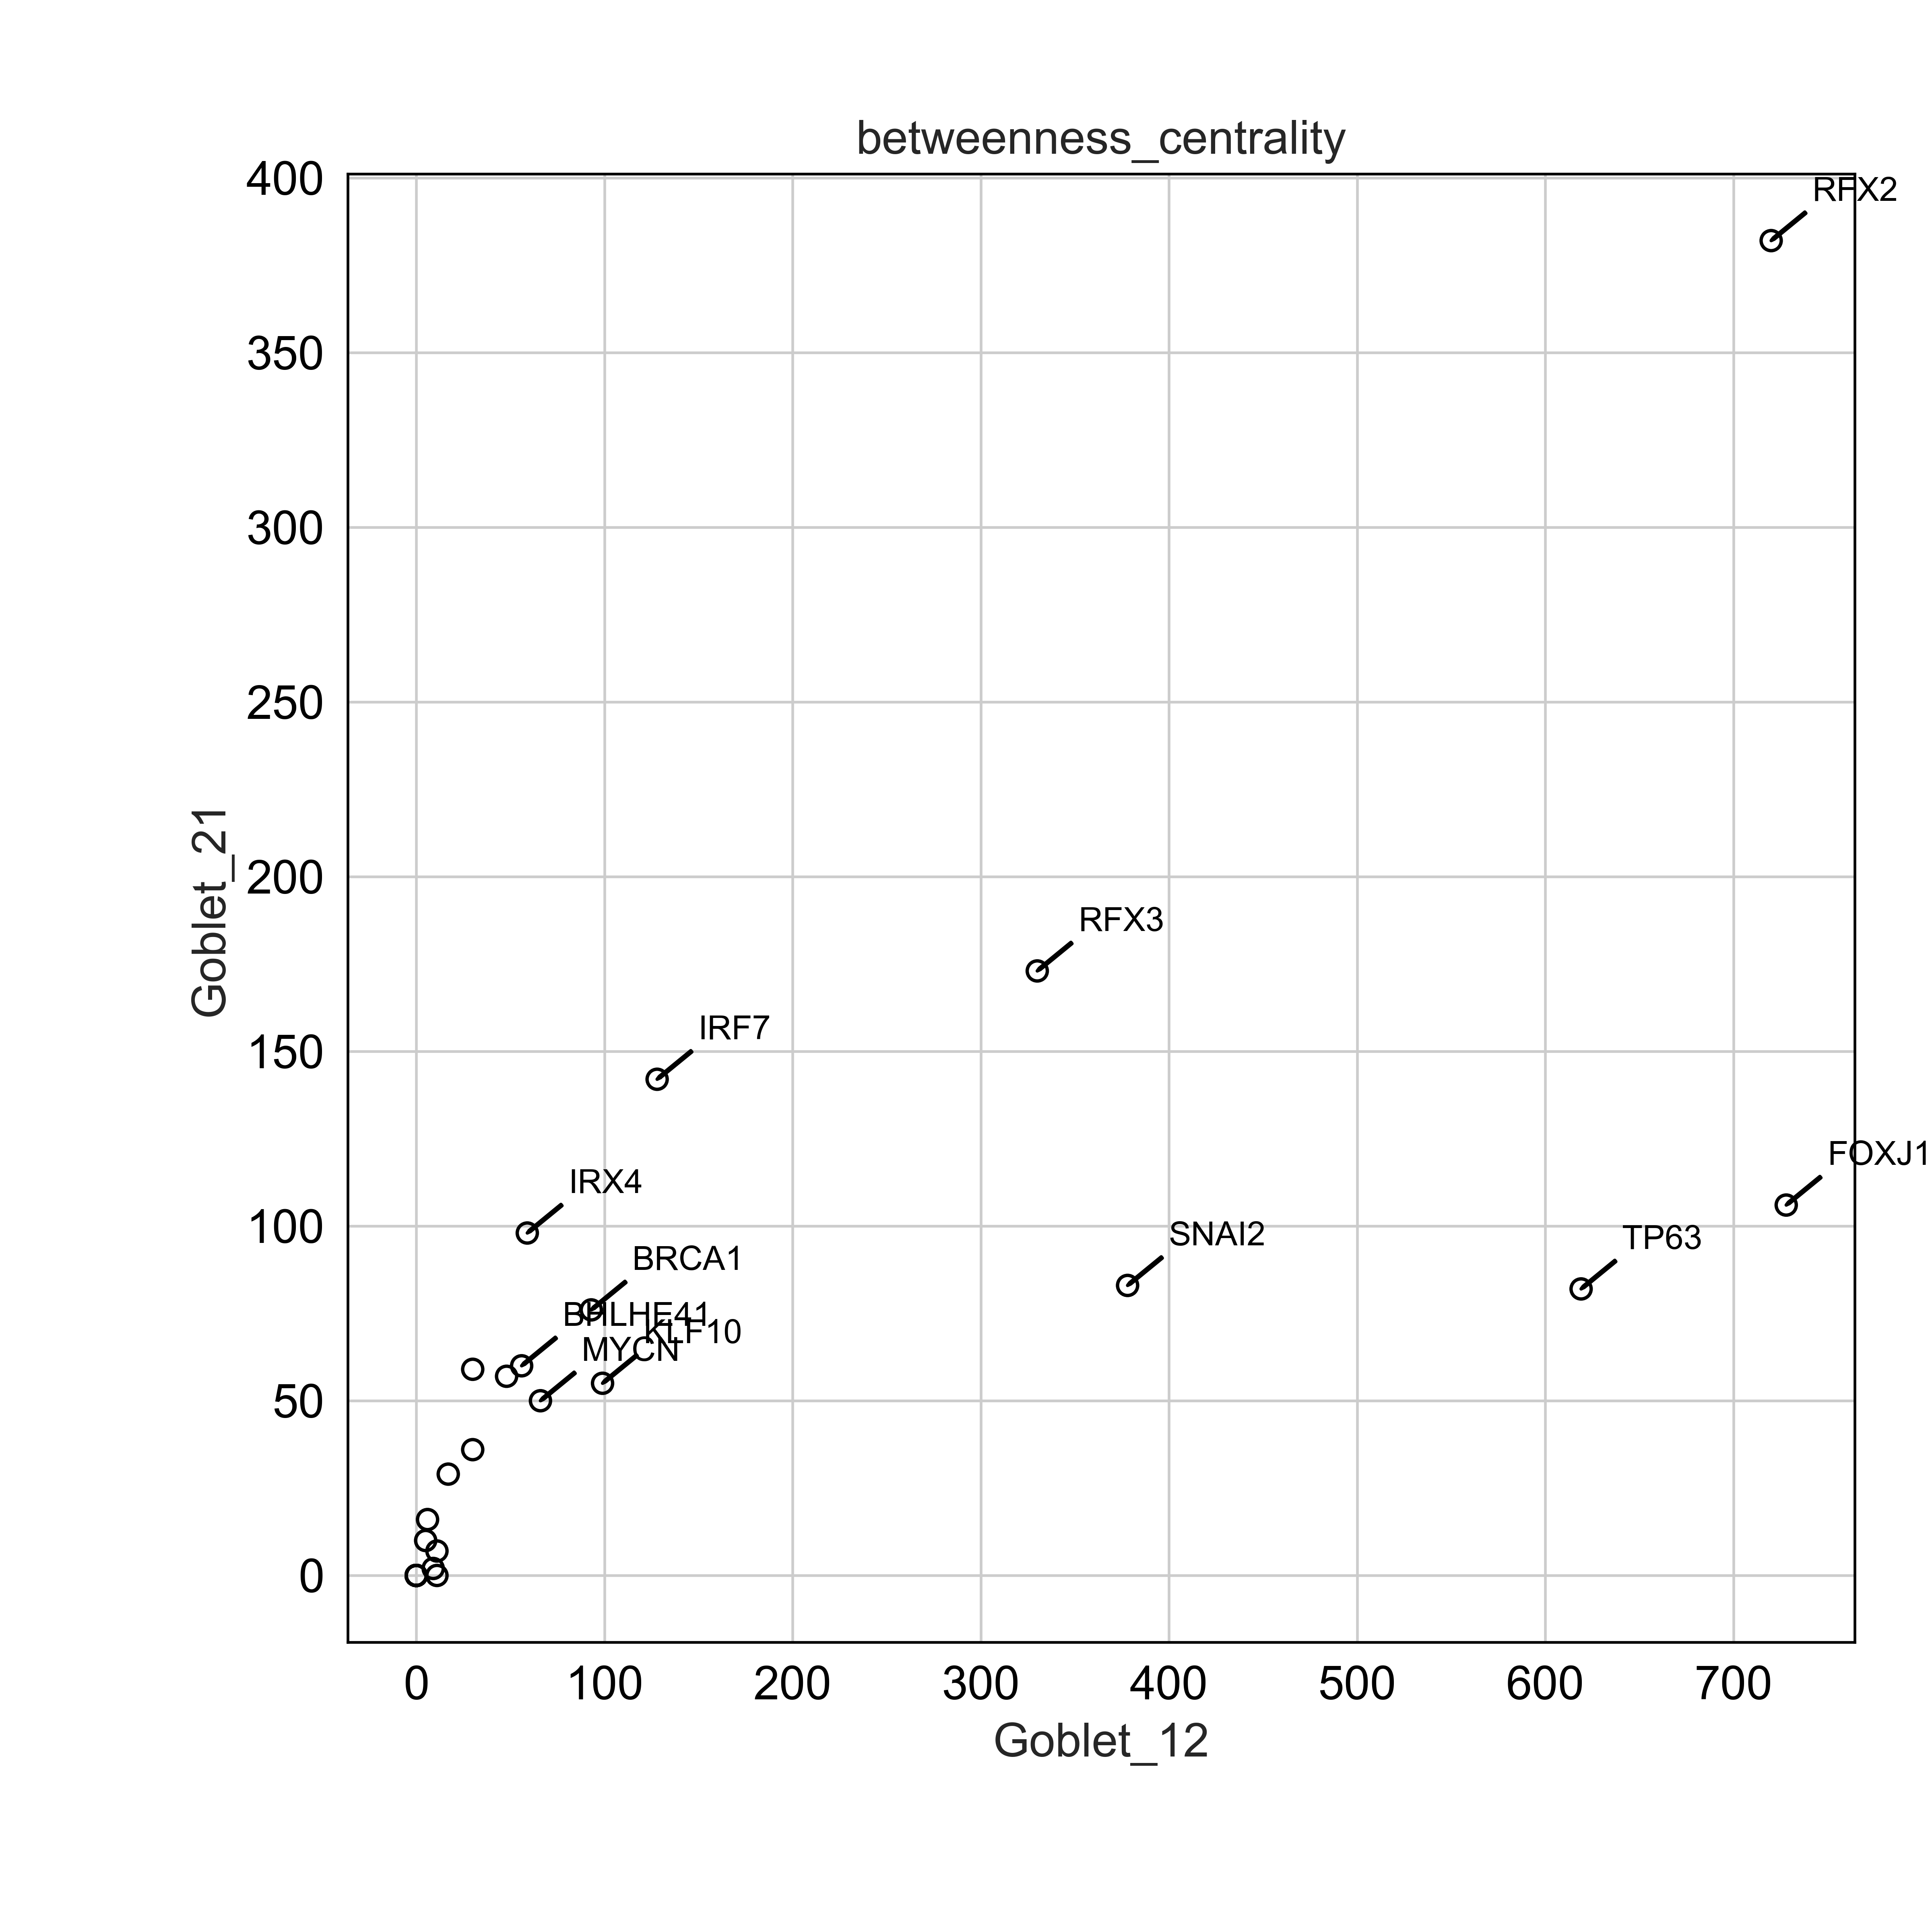 betweenness_centrality
400
350
300
250
200
150
100
50
0
Goblet_21
RFX2
RFX3
IRF7
IRX4
FOXJ1
SNAI2
TP63
BRCA1
BHLHE41
KLF10
MYCN
0 100 200 300 400 500 600 700
Goblet_12